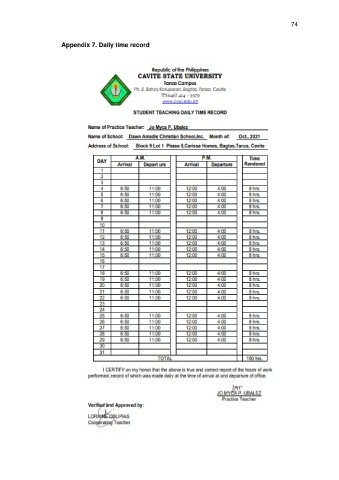 74
Appendix 7. Daily time record
Republic of the Philippines
CAVITE STATE UNIVERSITY
Tanza Campus
Ph. 2, Bahay Katuparan, Bagtas, Tanza, Cavite
www.cvsu.edu.ph
STUDENT TEACHING DAILY TIME RECORD
Name of Practice Teacher: Jo Myca P. Ubalez
Name of School: Dawn Amadis Christian School,Inc. Month of: Oct., 2021
Address of School: Block 5 Lot 1 Phase 5,Carissa Homes, Bagtas,Tanza, Cavite
DAY A.M. P.M. Time Rendered
Arrival Depart ure Arrival Departure
1
2
3
4 6:50 11:00 12:00 4:00 8 hrs.
5 6:50 11:00 12:00 4:00 8 hrs.
6 6:50 11:00 12:00 4:00 8 hrs.
7 6:50 11:00 12:00 4:00 8 hrs.
8 6:50 11:00 12:00 4:00 8 hrs.
9
10
11 6:50 11:00 12:00 4:00 8 hrs.
12 6:50 11:00 12:00 4:00 8 hrs.
13 6:50 11:00 12:00 4:00 8 hrs.
14 6:50 11:00 12:00 4:00 8 hrs.
15 6:50 11:00 12:00 4:00 8 hrs.
16
17
18 6:50 11:00 12:00 4:00 8 hrs.
19 6:50 11:00 12:00 4:00 8 hrs.
20 6:50 11:00 12:00 4:00 8 hrs.
21 6:50 11:00 12:00 4:00 8 hrs.
22 6:50 11:00 12:00 4:00 8 hrs.
23
24
25 6:50 11:00 12:00 4:00 8 hrs.
26 6:50 11:00 12:00 4:00 8 hrs.
27 6:50 11:00 12:00 4:00 8 hrs.
28 6:50 11:00 12:00 4:00 8 hrs.
29 6:50 11:00 12:00 4:00 8 hrs.
30
31
TOTAL 160 hrs.
I CERTIFY on my honor that the above is true and correct report of the hours of work
performed, record of which was made daily at the time of arrival and departure of office.
JO MYCA P. UBALEZ
Practice Teacher
Verified and Approved by:
Cooperating Teacher